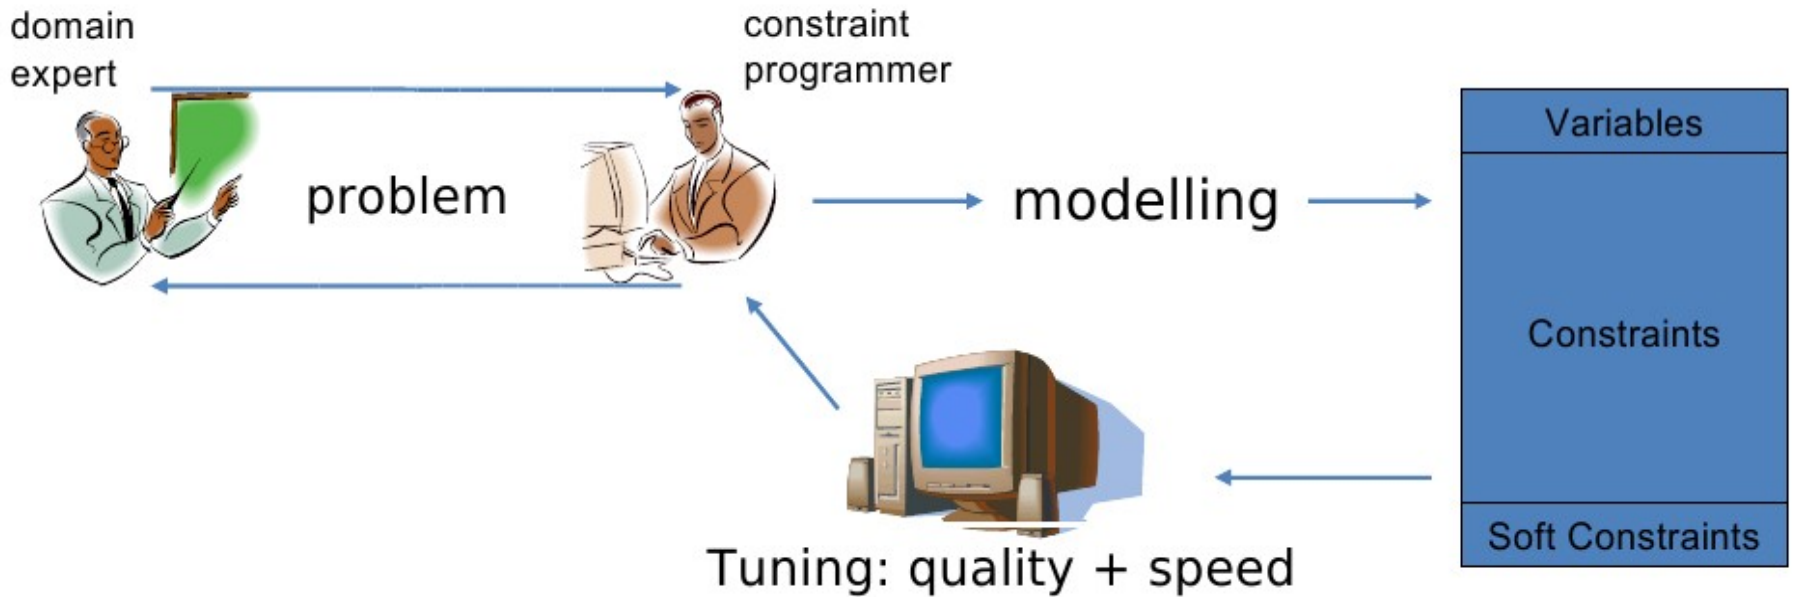 domain
expert
constraint
programmer
problem
modelling
Variables
Constraints
Soft Constraints
Tuning: quality + speed